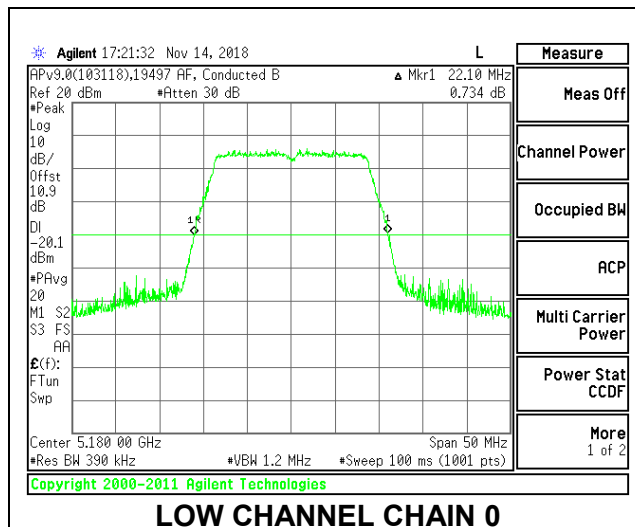 Agilent 17:21:32 Nov 14, 2018 L
Measure
APv9.0(103118),19497 AF, Conducted B Δ Mkr1 22.10 MHz
Ref 20 dBm #Atten 30 dB 0.734 dB
Meas Off
#Peak
Log
10
dB/
Offst
10.9
dB
DI
-20.1
dBm
#PAvg
20
M1 S2
S3 FS
AA
£(f):
FTun
Swp
1R
1
Channel Power
Occupied BW
ACP
Multi Carrier
Power
Power Stat
CCDF
More
1 of 2
Center 5.180 00 GHz Span 50 MHz
#Res BW 390 kHz #VBW 1.2 MHz #Sweep 100 ms (1001 pts)
Copyright 2000-2011 Agilent Technologies
LOW CHANNEL CHAIN 0